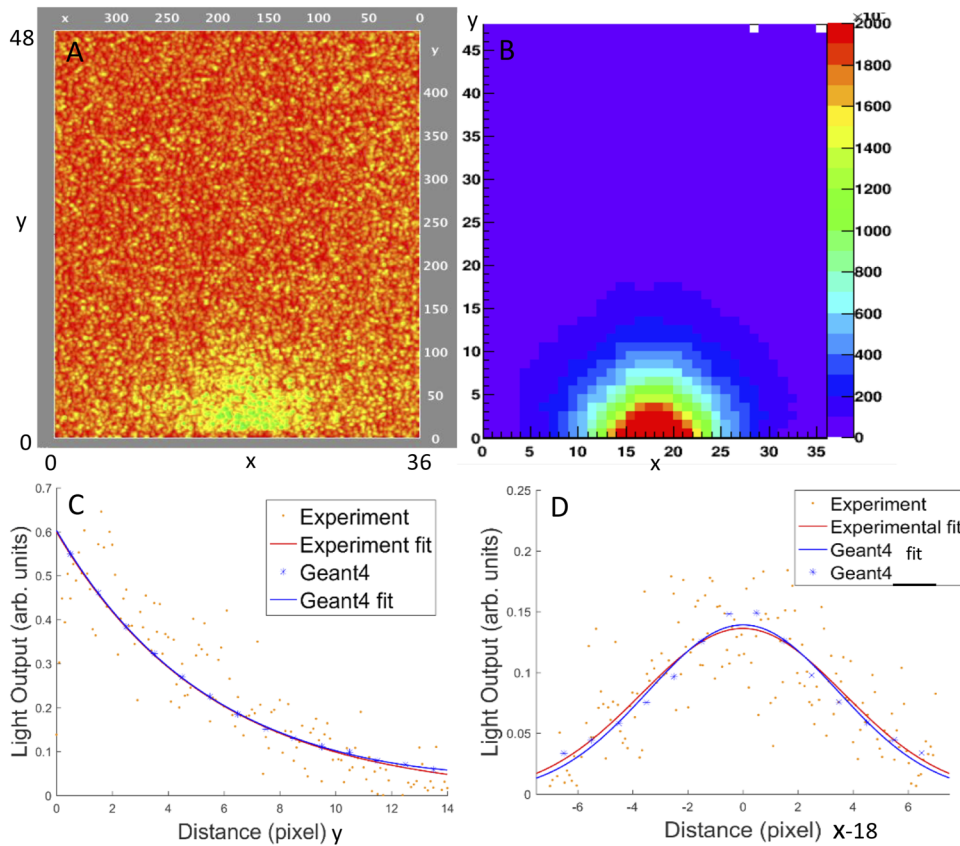 x 300 250 200 150 100 50 0
48
A
y
400
350
300
250
200
150
100
50
0
y
0
0 x 36
y
B
45
40
35
30
25
20
15
10
5
0
0 5 10 15 20 25 30 35
x
2000
1800
1600
1400
1200
1000
800
600
400
200
0
C
0.7
0.6
0.5
0.4
0.3
0.2
0.1
0
Light Output (arb. units)
Experiment
Experiment fit
Geant4
Geant4 fit
0 2 4 6 8 10 12 14
Distance (pixel) y
D
0.25
0.2
0.15
0.1
0.05
0
Light Output (arb. units)
Experiment
Experimental fit
Geant4 fit
Geant4
-6 -4 -2 0 2 4 6
Distance (pixel) x-18